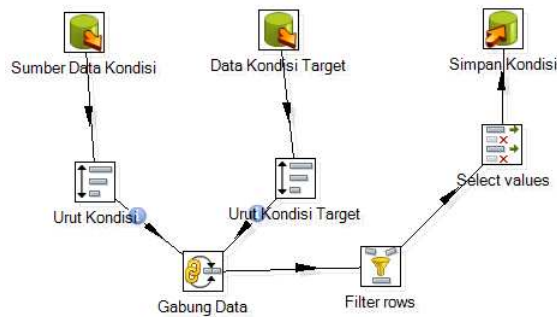 Sumber Data Kondisi
Data Kondisi Target
Simpan Kondisi
Urut Kondisi
Urut Kondisi Target
Select values
Gabung Data
Filter rows